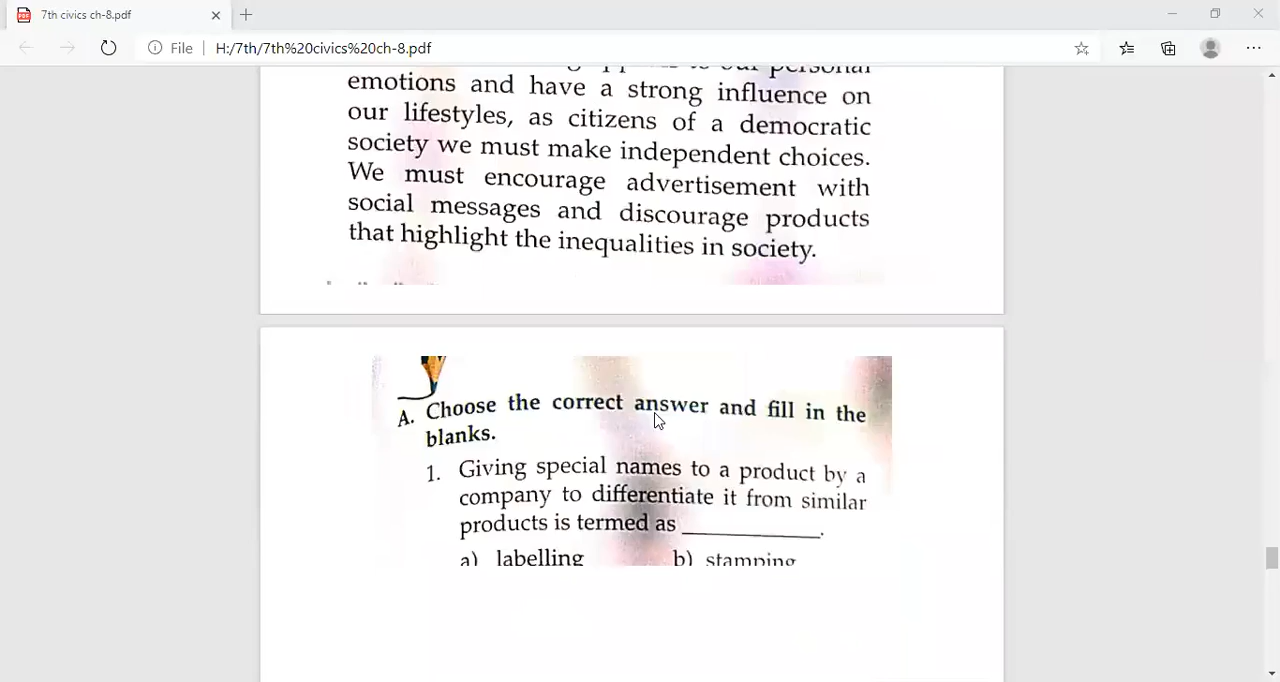 7th civics ch-8.pdf
File
H:/7th/7th%20civics%20ch-8.pdf
personal
emotions and have a strong influence on
our lifestyles, as citizens of a democratic
society we must make independent choices.
We must encourage advertisement with
social messages and discourage products
that highlight the inequalities in society.
A. Choose the correct answer and fill in the
blanks.
1. Giving special names to a product by a
company to differentiate it from similar
products is termed as ____________.
a) labelling b) stamping